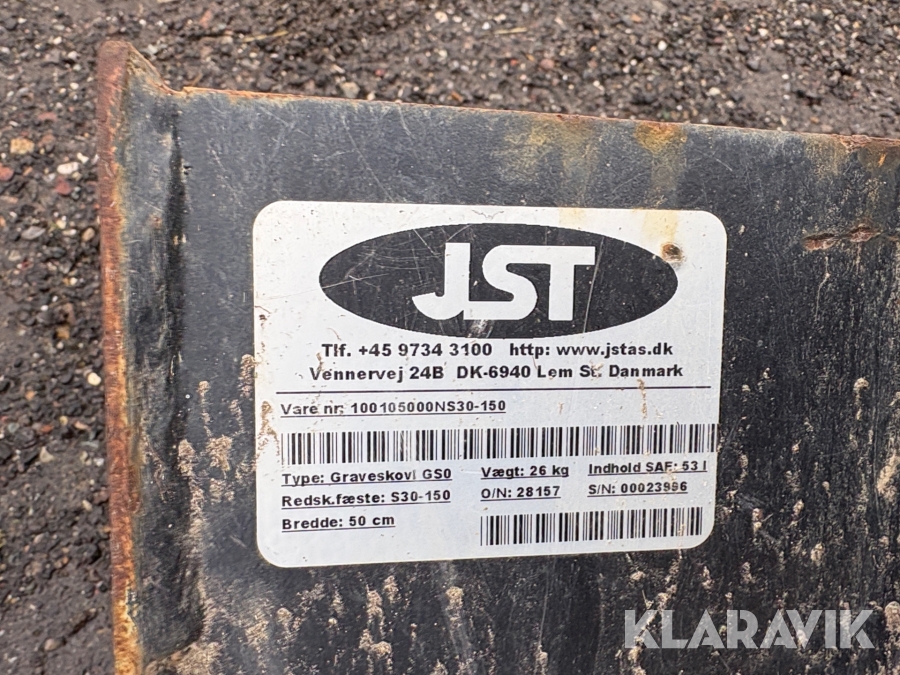 JST
Tlf. +45 9734 3100 http: www.jstas.dk
Vennervej 24B DK-6940 Lem St. Danmark
Vare nr: 100105000NS30-150
Type: Graveskovl GS0 Vægt: 26 kg Indhold SAE: 53 l
Redsk.fæste: S30-150 O/N: 28157 S/N: 00023996
Bredde: 50 cm
KLARAVIK